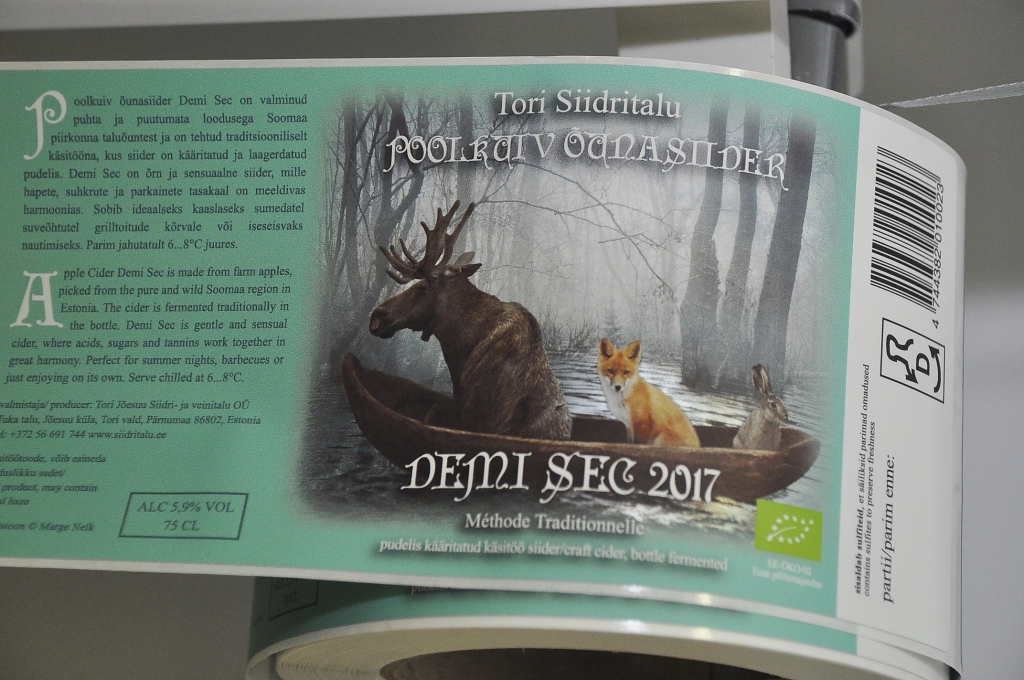 Poolkuiv õunasiider Demi Sec on valminud
puhta ja puutumata loodusega Soomaa
piirkonna taluõuntest ja on tehtud traditsiooniliselt
käsitööna, kus siider on kääritatud ja laagerdatud
pudelis. Demi Sec on õrn ja sensuaalne siider, mille
hapete, suhkrute ja parkainete tasakaal on meeldivas
harmoonias. Sobib ideaalseks kaaslaseks sumedatel
suveõhtutel grilltoitude kõrvale või iseseisvaks
nautimiseks. Parim jahutatult 6...8°C juures.
Apple Cider Demi Sec is made from farm apples,
picked from the pure and wild Soomaa region in
Estonia. The cider is fermented traditionally in
the bottle. Demi Sec is gentle and sensual
cider, where acids, sugars and tannins work together in
great harmony. Perfect for summer nights, barbecues or
just enjoying on its own. Serve chilled at 6...8°C.
valmistaja/ producer: Tori Jõesuu Siidri- ja veinitalu OÜ
talu, Jõesuu küla, Tori vald, Pärnumaa 86802, Estonia
+372 56 691 744 www.siidritalu.ee
võib esineda
sadet/
product, may contain
haze
© Marge Nelk
ALC 5,9% VOL
75 CL
Tori Siidritalu
POOLKUIV ÕUNASIIDER
DEMI SEC 2017
Méthode Traditionnelle
pudelis kääritatud käsitöö siider/craft cider, bottle fermented
EE-ÖKO-02
Eesti põllumajandus
sisaldab sulfiteid, et säiliksid parimad omadused
contains sulfites to preserve freshness
partii/parim enne:
4 744382 010023